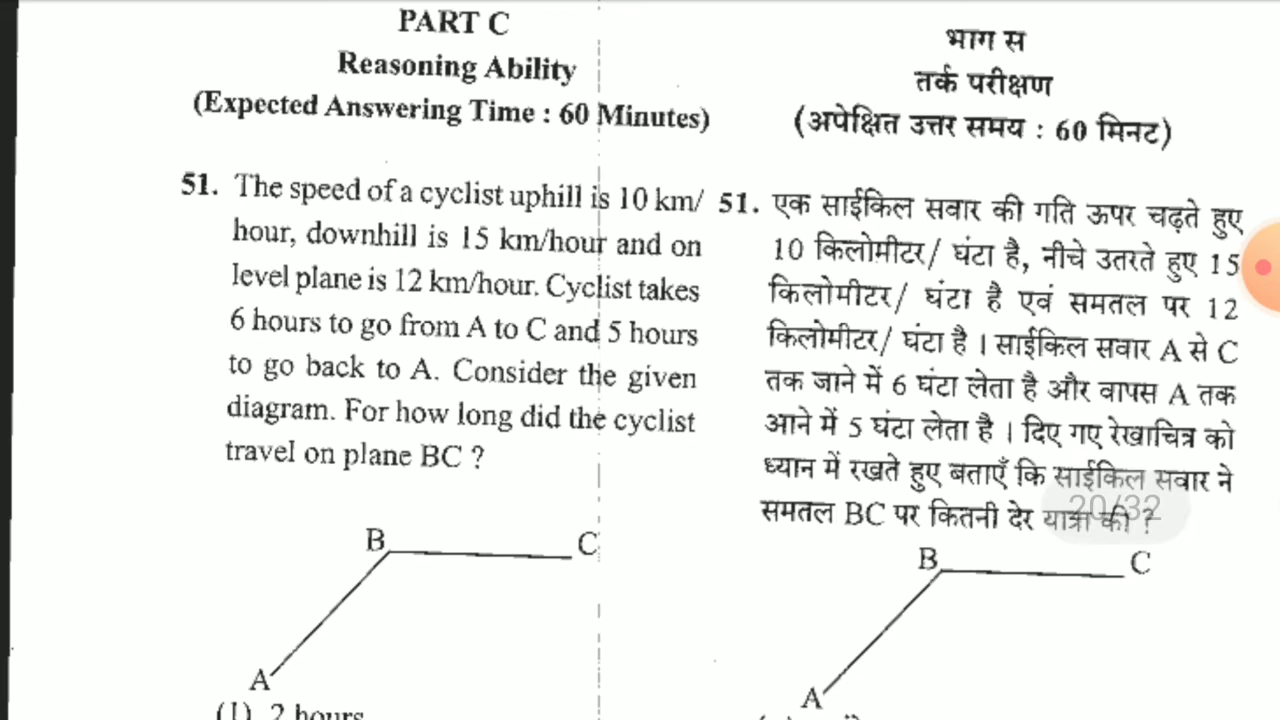 PART C
Reasoning Ability
(Expected Answering Time : 60 Minutes)
51. The speed of a cyclist uphill is 10 km/
hour, downhill is 15 km/hour and on
level plane is 12 km/hour. Cyclist takes
6 hours to go from A to C and 5 hours
to go back to A. Consider the given
diagram. For how long did the cyclist
travel on plane BC ?
B
C
A
(1) 2 hours
भाग स
तर्क परीक्षण
(अपेक्षित उत्तर समय : 60 मिनट)
51. एक साईकिल सवार की गति ऊपर चढ़ते हुए
10 किलोमीटर/ घंटा है, नीचे उतरते हुए 15
किलोमीटर/ घंटा है एवं समतल पर 12
किलोमीटर/ घंटा है । साईकिल सवार A से C
तक जाने में 6 घंटा लेता है और वापस A तक
आने में 5 घंटा लेता है । दिए गए रेखाचित्र को
ध्यान में रखते हुए बताएँ कि साईकिल सवार ने
समतल BC पर कितनी देर यात्रा की ?
20/32
B
C
A